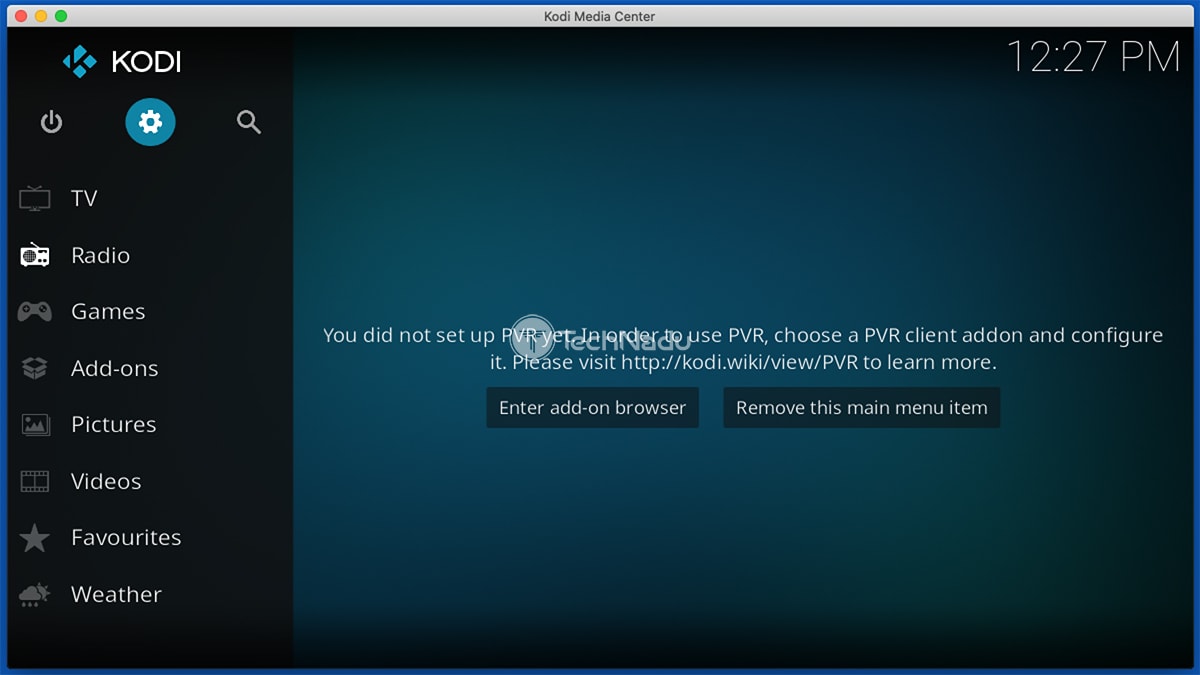 Kodi Media Center
KODI
12:27 PM
TV
Radio
Games
Add-ons
Pictures
Videos
Favourites
Weather
You did not set up PVR yet. In order to use PVR, choose a PVR client addon and configure
it. Please visit http://kodi.wiki/view/PVR to learn more.
TechNadu
Enter add-on browser
Remove this main menu item